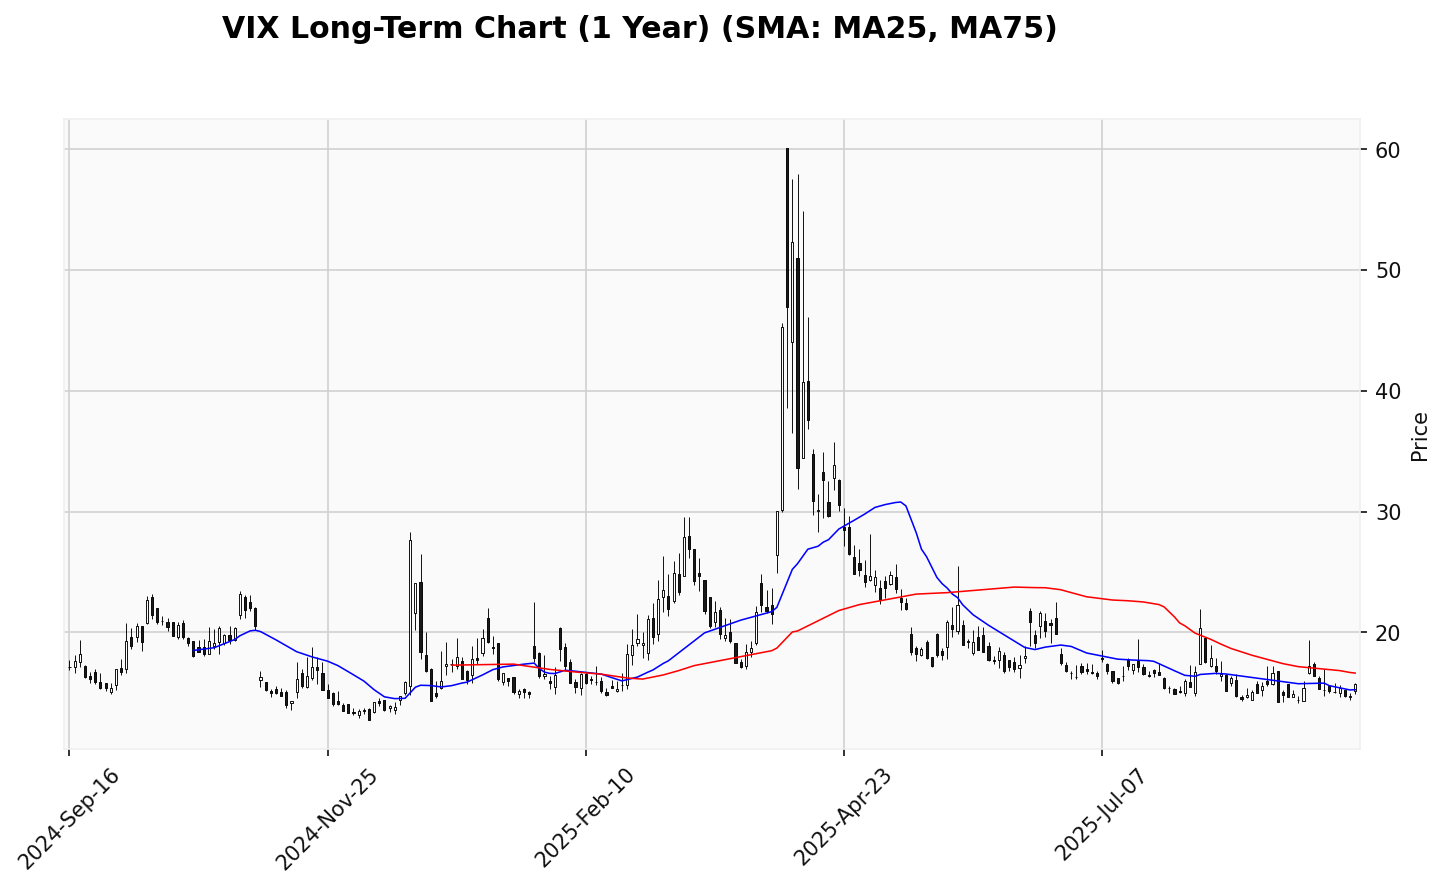 VIX Long-Term Chart (1 Year) (SMA: MA25, MA75)
60
50
40
30
20
Price
2024-Sep-16
2024-Nov-25
2025-Feb-10
2025-Apr-23
2025-Jul-07